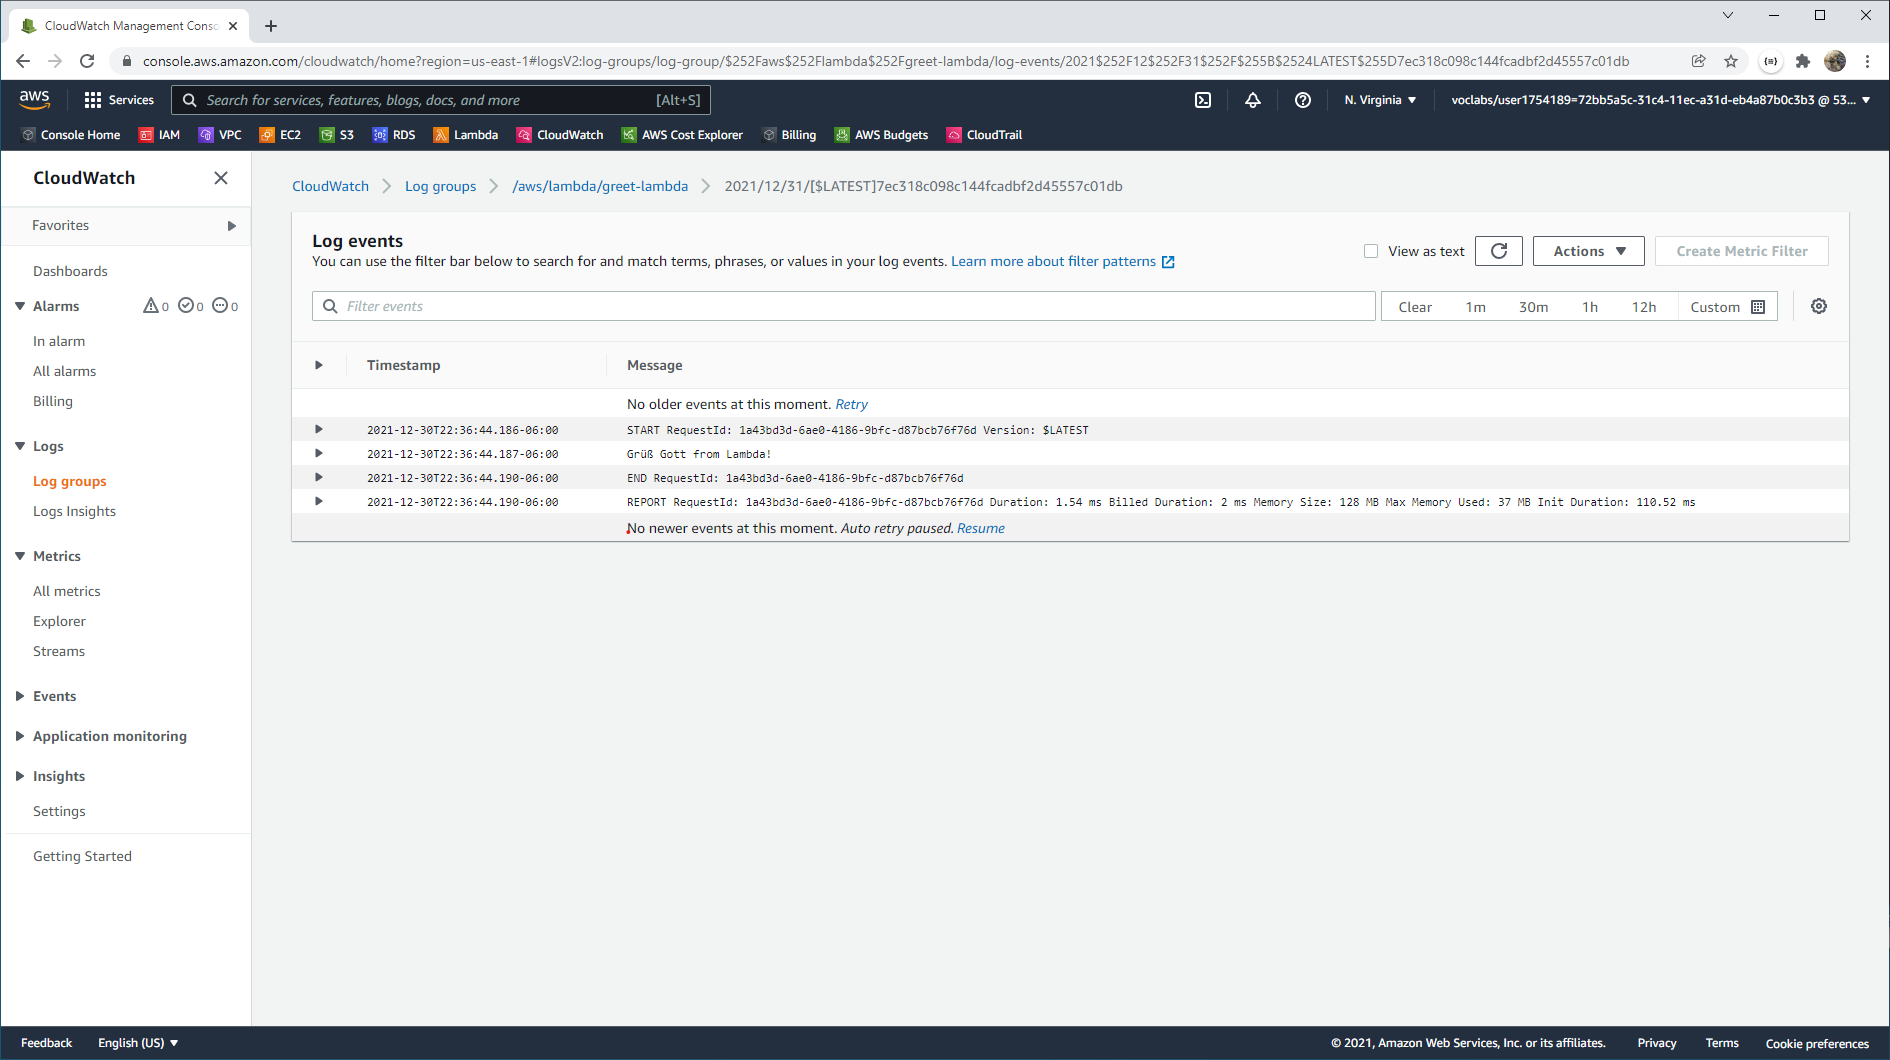 CloudWatch Management Conso
console.aws.amazon.com/cloudwatch/home?region=us-east-1#logsV2:log-groups/log-group/$252Faws$252Flambda$252Fgreet-lambda/log-events/2021$252F12$252F31$252F$255B$2524LATEST$255D7ec318c098c144fcadbf2d45557c01db
aws Services Search for services, features, blogs, docs, and more [Alt+S] N. Virginia voclabs/user1754189=72bb5a5c-31c4-11ec-a31d-eb4a87b0c3b3 @ 53...
Console Home IAM VPC EC2 S3 RDS Lambda CloudWatch AWS Cost Explorer Billing AWS Budgets CloudTrail
CloudWatch
Favorites
Dashboards
Alarms 0 0 0
In alarm
All alarms
Billing
Logs
Log groups
Logs Insights
Metrics
All metrics
Explorer
Streams
Events
Application monitoring
Insights
Settings
Getting Started
CloudWatch Log groups /aws/lambda/greet-lambda 2021/12/31/[$LATEST]7ec318c098c144fcadbf2d45557c01db
Log events
You can use the filter bar below to search for and match terms, phrases, or values in your log events. Learn more about filter patterns
View as text Actions Create Metric Filter
Filter events Clear 1m 30m 1h 12h Custom
Timestamp Message
No older events at this moment. Retry
2021-12-30T22:36:44.186-06:00 START RequestId: 1a43bd3d-6ae0-4186-9bfc-d87bcb76f76d Version: $LATEST
2021-12-30T22:36:44.187-06:00 Grüß Gott from Lambda!
2021-12-30T22:36:44.190-06:00 END RequestId: 1a43bd3d-6ae0-4186-9bfc-d87bcb76f76d
2021-12-30T22:36:44.190-06:00 REPORT RequestId: 1a43bd3d-6ae0-4186-9bfc-d87bcb76f76d Duration: 1.54 ms Billed Duration: 2 ms Memory Size: 128 MB Max Memory Used: 37 MB Init Duration: 110.52 ms
No newer events at this moment. Auto retry paused. Resume
Feedback English (US) © 2021, Amazon Web Services, Inc. or its affiliates. Privacy Terms Cookie preferences